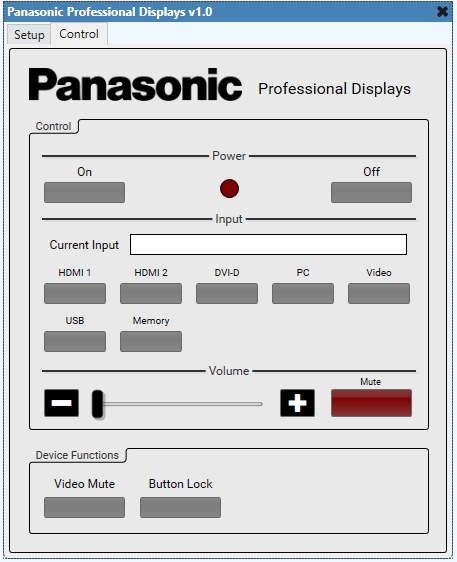 Panasonic Professional Displays v1.0
Setup Control
Panasonic Professional Displays
Control
Power
On Off
Input
Current Input
HDMI 1 HDMI 2 DVI-D PC Video
USB Memory
Volume
Mute
Device Functions
Video Mute Button Lock